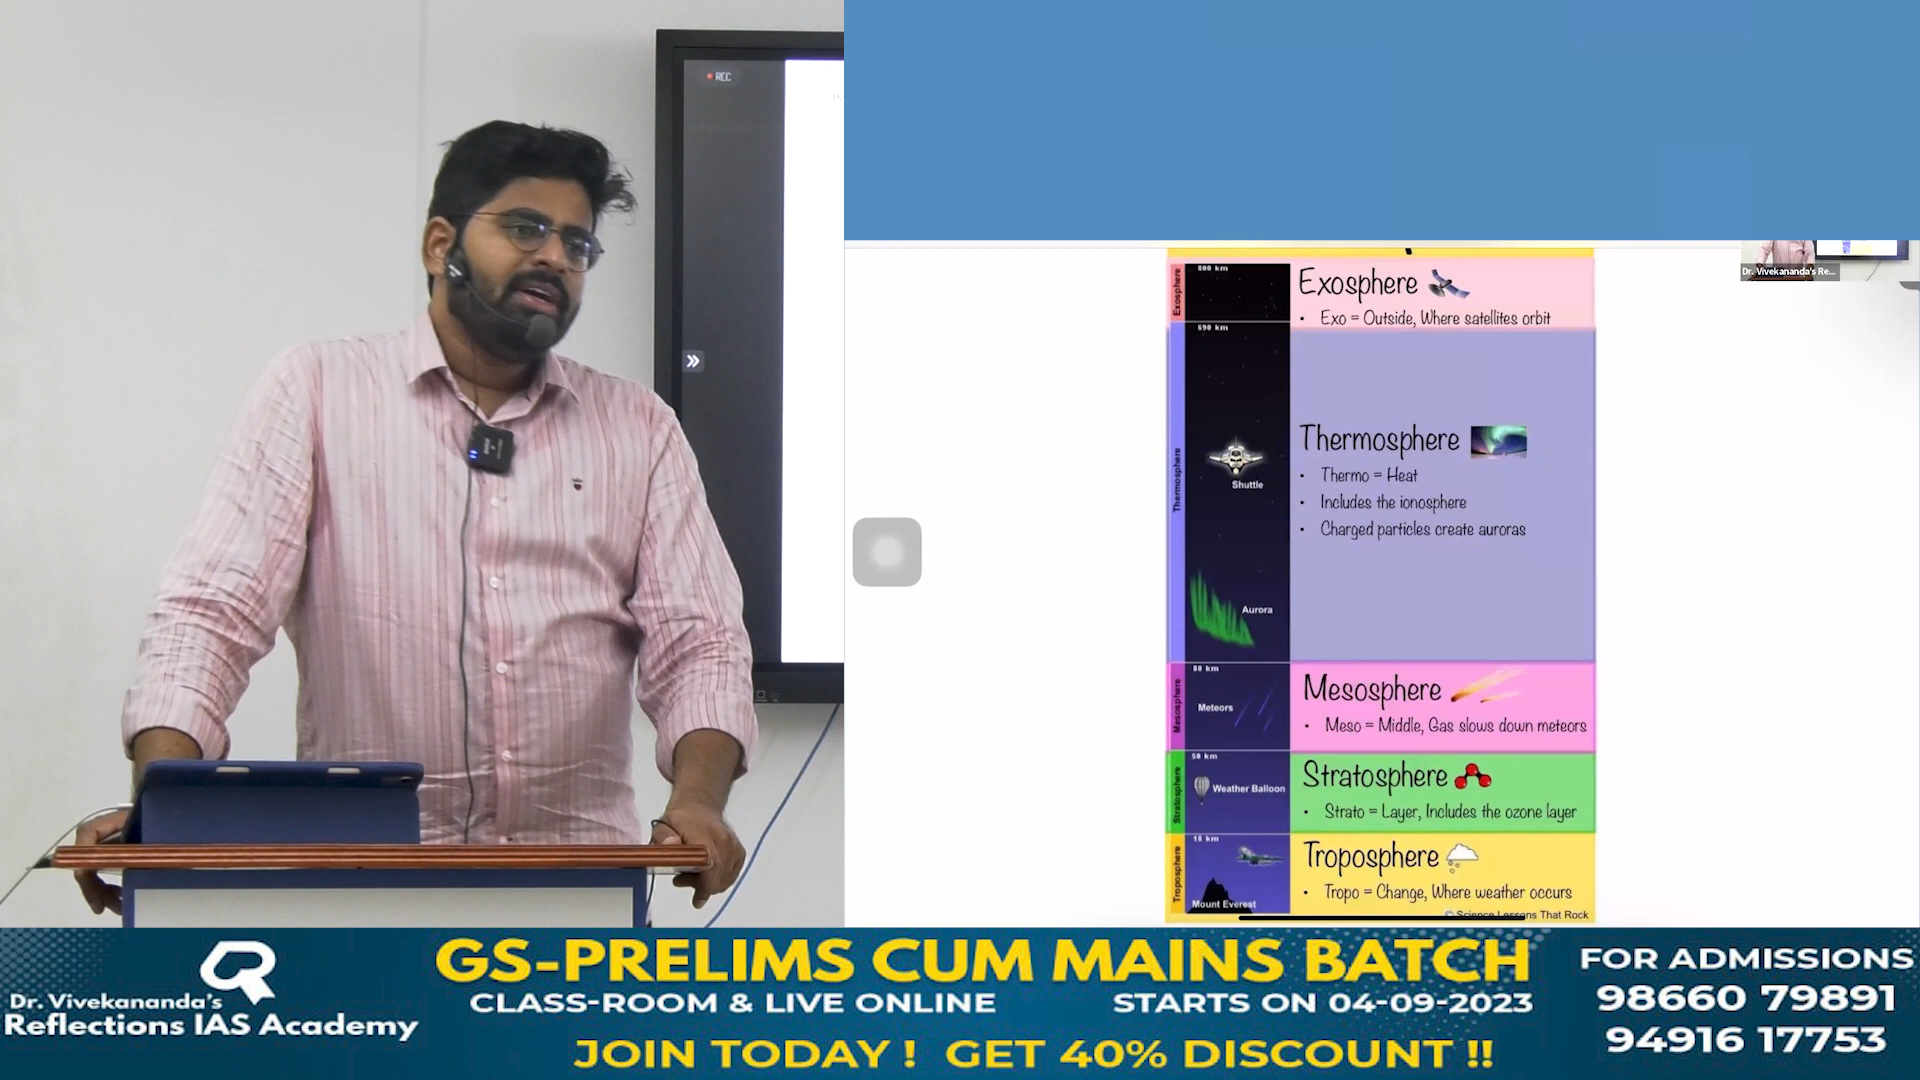 REC
Dr. Vivekananda's Re...
800 km
Exosphere
Exosphere
• Exo = Outside, Where satellites orbit
690 km
Thermosphere
Thermosphere
• Thermo = Heat
• Includes the ionosphere
• Charged particles create auroras
Shuttle
Aurora
80 km
Mesosphere
Meteors
Mesosphere
• Meso = Middle, Gas slows down meteors
50 km
Stratosphere
Weather Balloon
Stratosphere
• Strato = Layer, Includes the ozone layer
18 km
Troposphere
Mount Everest
Troposphere
• Tropo = Change, Where weather occurs
© Science Lessons That Rock
Dr. Vivekananda's
Reflections IAS Academy
GS-PRELIMS CUM MAINS BATCH
CLASS-ROOM & LIVE ONLINE STARTS ON 04-09-2023
JOIN TODAY ! GET 40% DISCOUNT !!
FOR ADMISSIONS
98660 79891
94916 17753